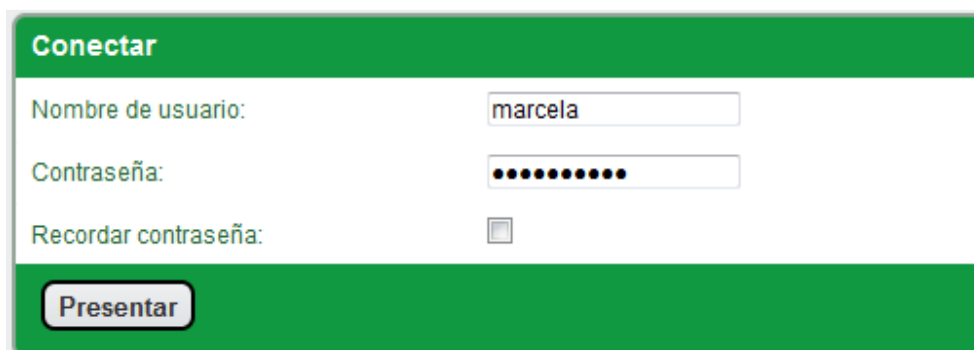 Conectar
Nombre de usuario: marcela
Contraseña: ••••••••••
Recordar contraseña:
Presentar